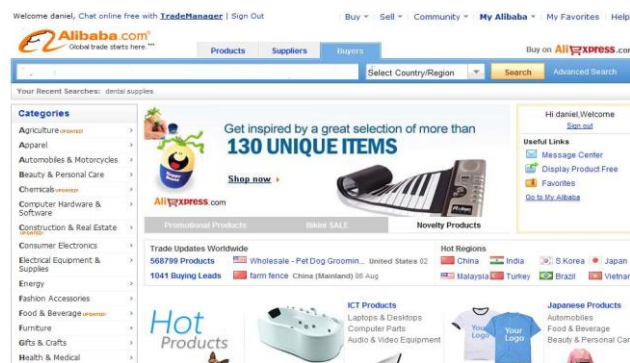 Welcome daniel, Chat online free with TradeManager | Sign Out
Buy Sell Community My Alibaba My Favorites Help
Alibaba.com
Global trade starts here.™
Products Suppliers Buyers
Buy on AliExpress.com
Select Country/Region Search Advanced Search
Your Recent Searches: dental supplies
Categories
Agriculture UPDATED!
Apparel
Automobiles & Motorcycles
Beauty & Personal Care
Chemicals UPDATED!
Computer Hardware &
Software
Construction & Real Estate
UPDATED!
Consumer Electronics
Electrical Equipment &
Supplies
Energy
Fashion Accessories
Food & Beverage UPDATED!
Furniture
Gifts & Crafts
Health & Medical
Get inspired by a great selection of more than
130 UNIQUE ITEMS
Shop now
AliExpress.com
Promotional Products Bikini SALE Novelty Products
Hi daniel,Welcome
Sign out
Useful Links
Message Center
Display Product Free
Favorites
Go to My Alibaba
Trade Updates Worldwide
568799 Products Wholesale - Pet Dog Groomin... United States 02
1041 Buying Leads farm fence China (Mainland) 06 Aug
Hot Regions
China India S.Korea Japan
Malaysia Turkey Brazil Vietnam
Hot
Products
ICT Products
Laptops & Desktops
Computer Parts
Audio & Video Equipment
Your
Logo
Your
Logo
Japanese Products
Automobiles
Food & Beverage
Beauty & Personal Car